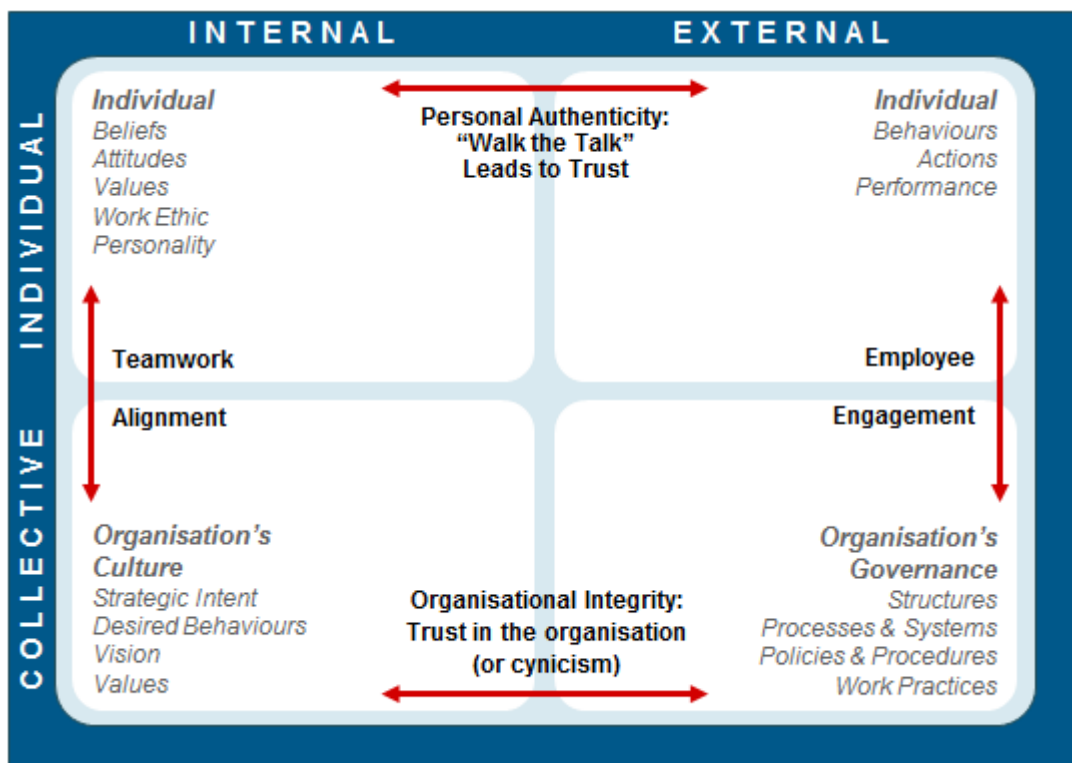 INTERNAL
EXTERNAL
INDIVIDUAL
COLLECTIVE
Individual
Beliefs
Attitudes
Values
Work Ethic
Personality
Personal Authenticity:
“Walk the Talk”
Leads to Trust
Individual
Behaviours
Actions
Performance
Teamwork
Alignment
Employee
Engagement
Organisation’s
Culture
Strategic Intent
Desired Behaviours
Vision
Values
Organisational Integrity:
Trust in the organisation
(or cynicism)
Organisation’s
Governance
Structures
Processes & Systems
Policies & Procedures
Work Practices